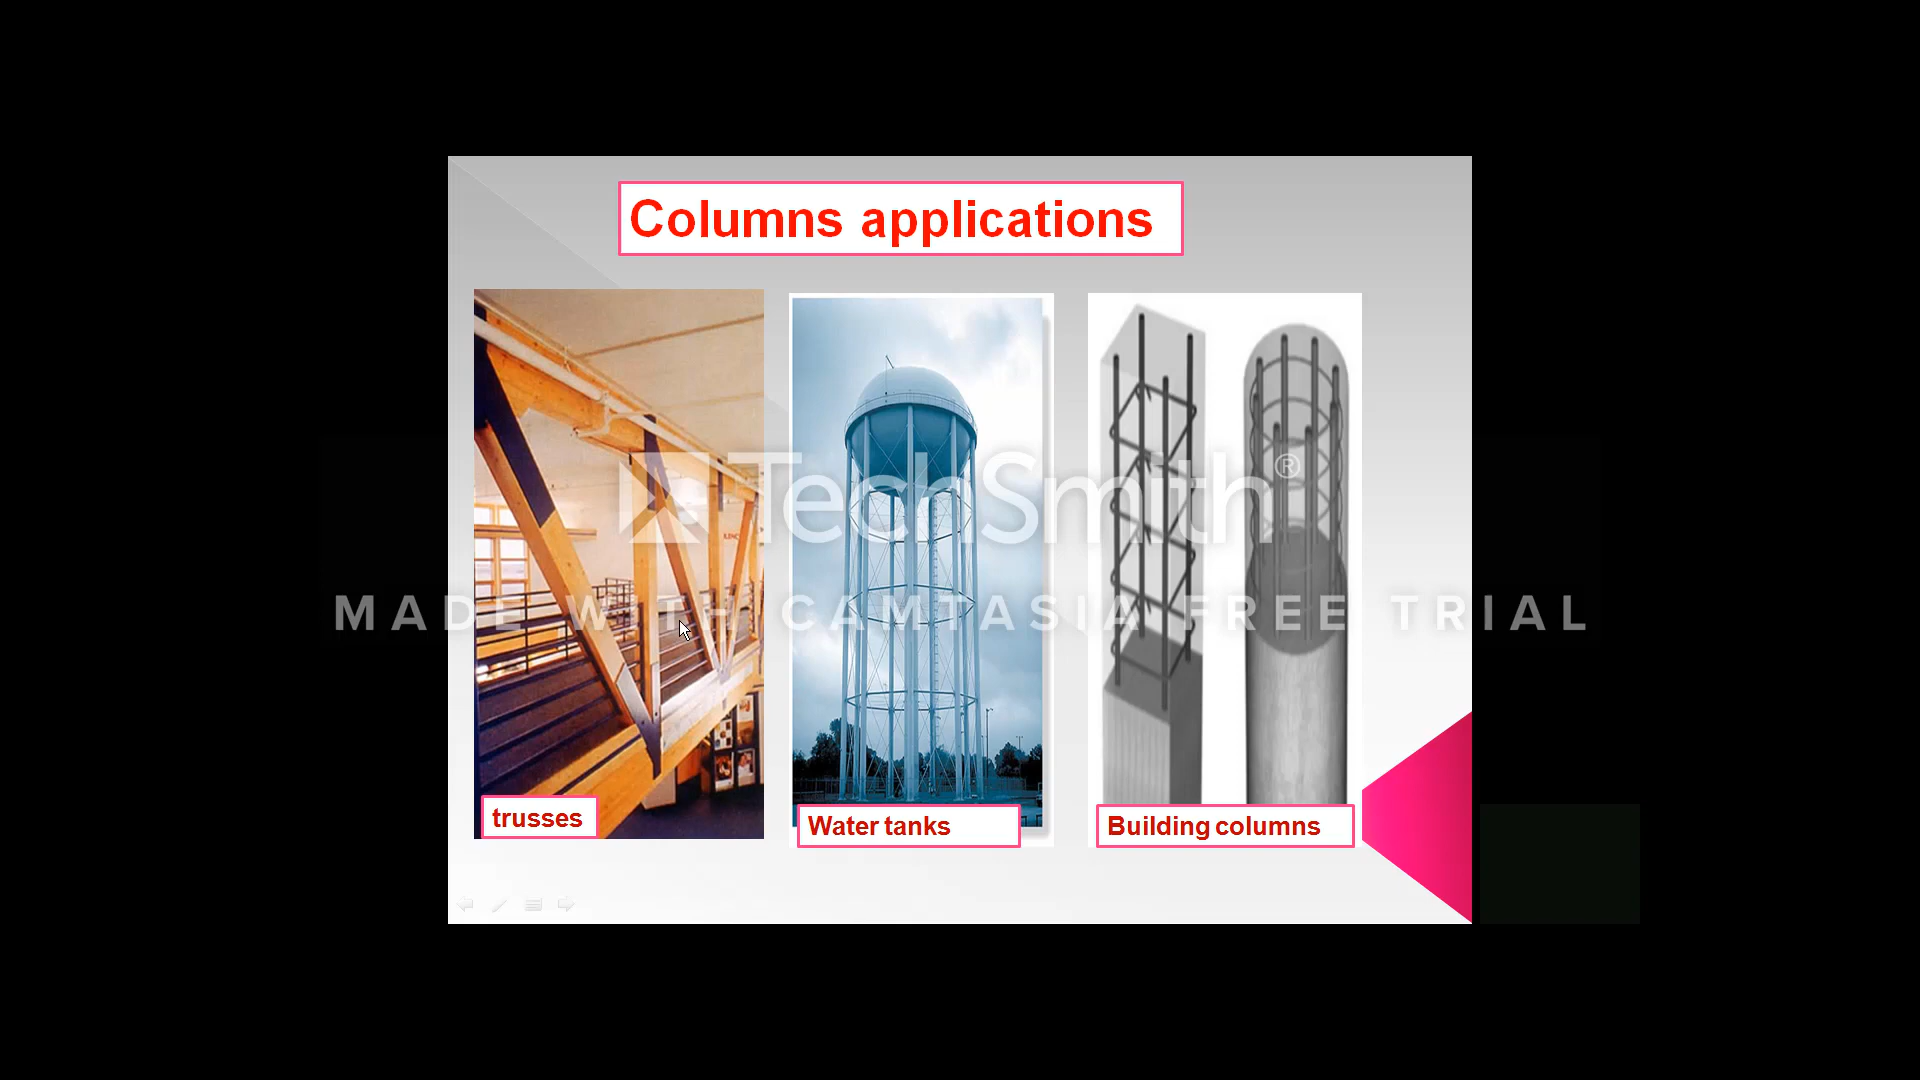 Columns applications
TechSmith®
MADE WITH CAMTASIA FREE TRIAL
trusses
Water tanks
Building columns